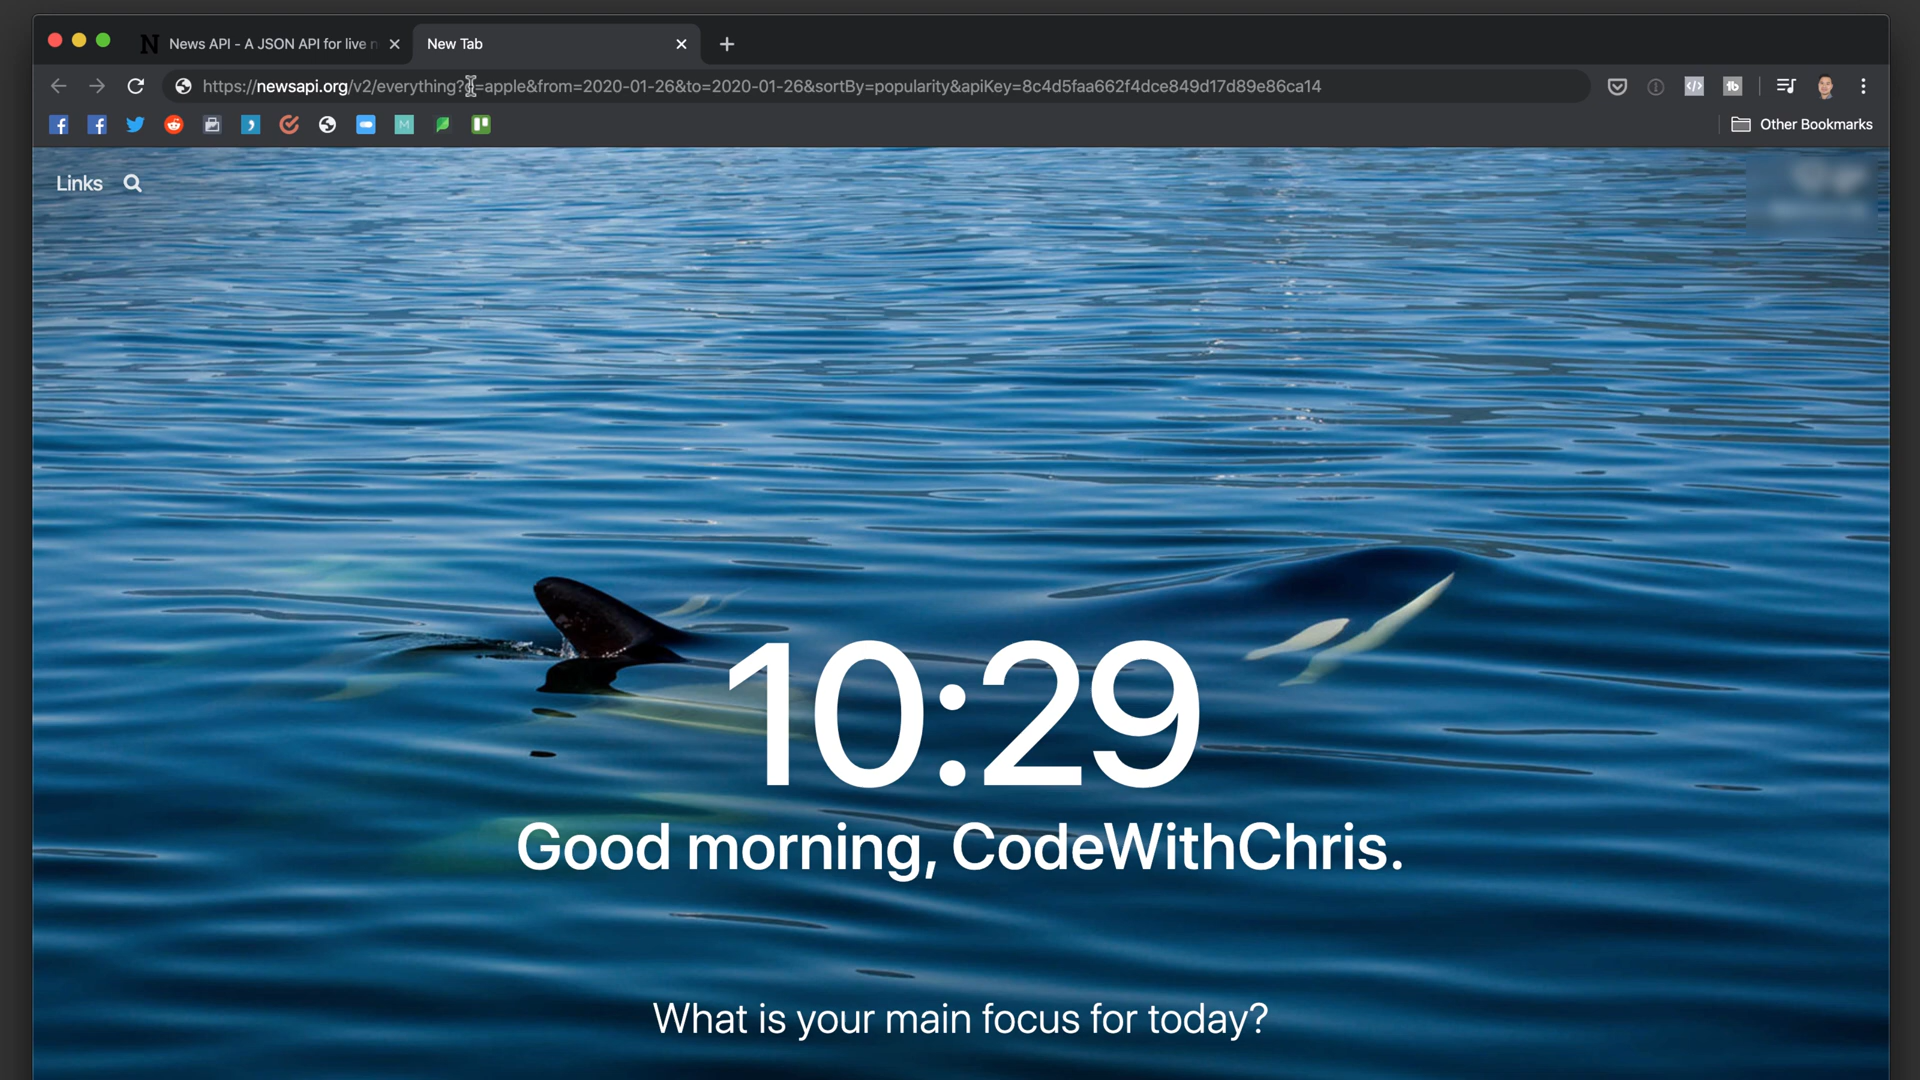 News API - A JSON API for live n
New Tab
https://newsapi.org/v2/everything?q=apple&from=2020-01-26&to=2020-01-26&sortBy=popularity&apiKey=8c4d5faa662f4dce849d17d89e86ca14
Other Bookmarks
Links
10:29
Good morning, CodeWithChris.
What is your main focus for today?